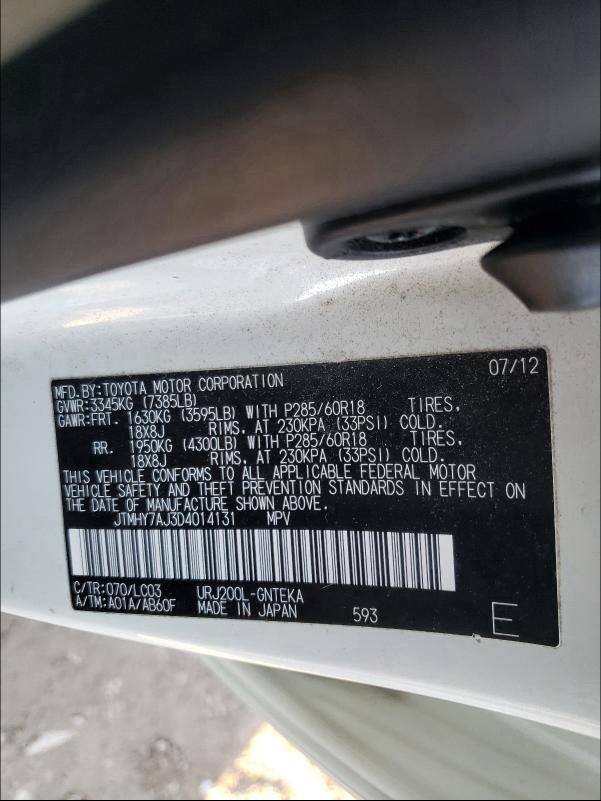 07/12
MFD.BY:TOYOTA MOTOR CORPORATION
GVWR:3345KG (7385LB)
GAWR:FRT. 1630KG (3595LB) WITH P285/60R18 TIRES,
18X8J RIMS, AT 230KPA (33PSI) COLD.
RR. 1950KG (4300LB) WITH P285/60R18 TIRES,
18X8J RIMS, AT 230KPA (33PSI) COLD.
THIS VEHICLE CONFORMS TO ALL APPLICABLE FEDERAL MOTOR
VEHICLE SAFETY AND THEFT PREVENTION STANDARDS IN EFFECT ON
THE DATE OF MANUFACTURE SHOWN ABOVE.
JTMHY7AJ3D4014131 MPV
C/TR:070/LC03 URJ200L-GNTEKA
A/TM:A01A/AB60F MADE IN JAPAN 593 E